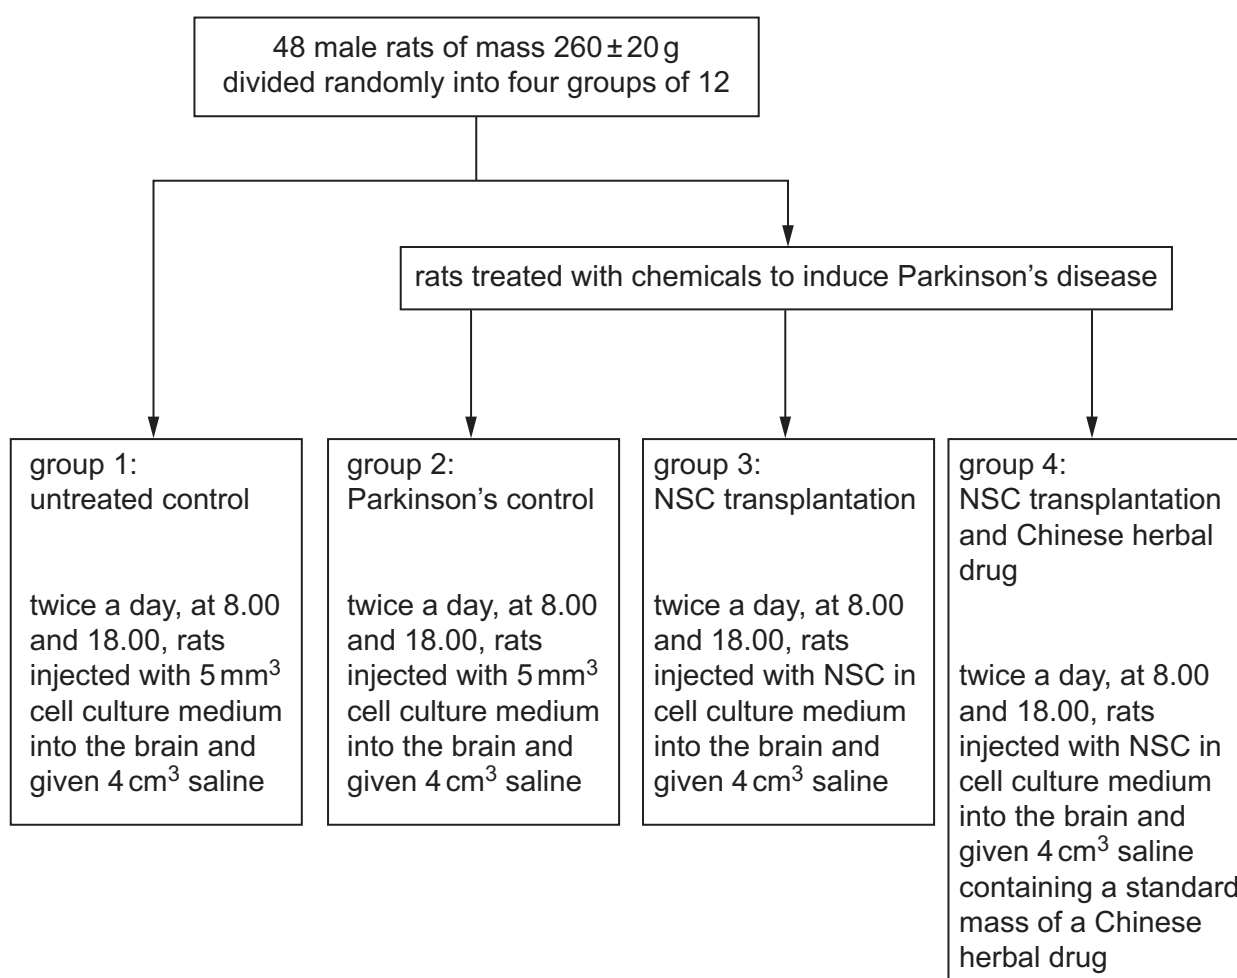 48 male rats of mass 260 ± 20 g
divided randomly into four groups of 12
rats treated with chemicals to induce Parkinson’s disease
group 1:
untreated control
twice a day, at 8.00
and 18.00, rats
injected with 5 mm³
cell culture medium
into the brain and
given 4 cm³ saline
group 2:
Parkinson’s control
twice a day, at 8.00
and 18.00, rats
injected with 5 mm³
cell culture medium
into the brain and
given 4 cm³ saline
group 3:
NSC transplantation
twice a day, at 8.00
and 18.00, rats
injected with NSC in
cell culture medium
into the brain and
given 4 cm³ saline
group 4:
NSC transplantation
and Chinese herbal
drug
twice a day, at 8.00
and 18.00, rats
injected with NSC in
cell culture medium
into the brain and
given 4 cm³ saline
containing a standard
mass of a Chinese
herbal drug